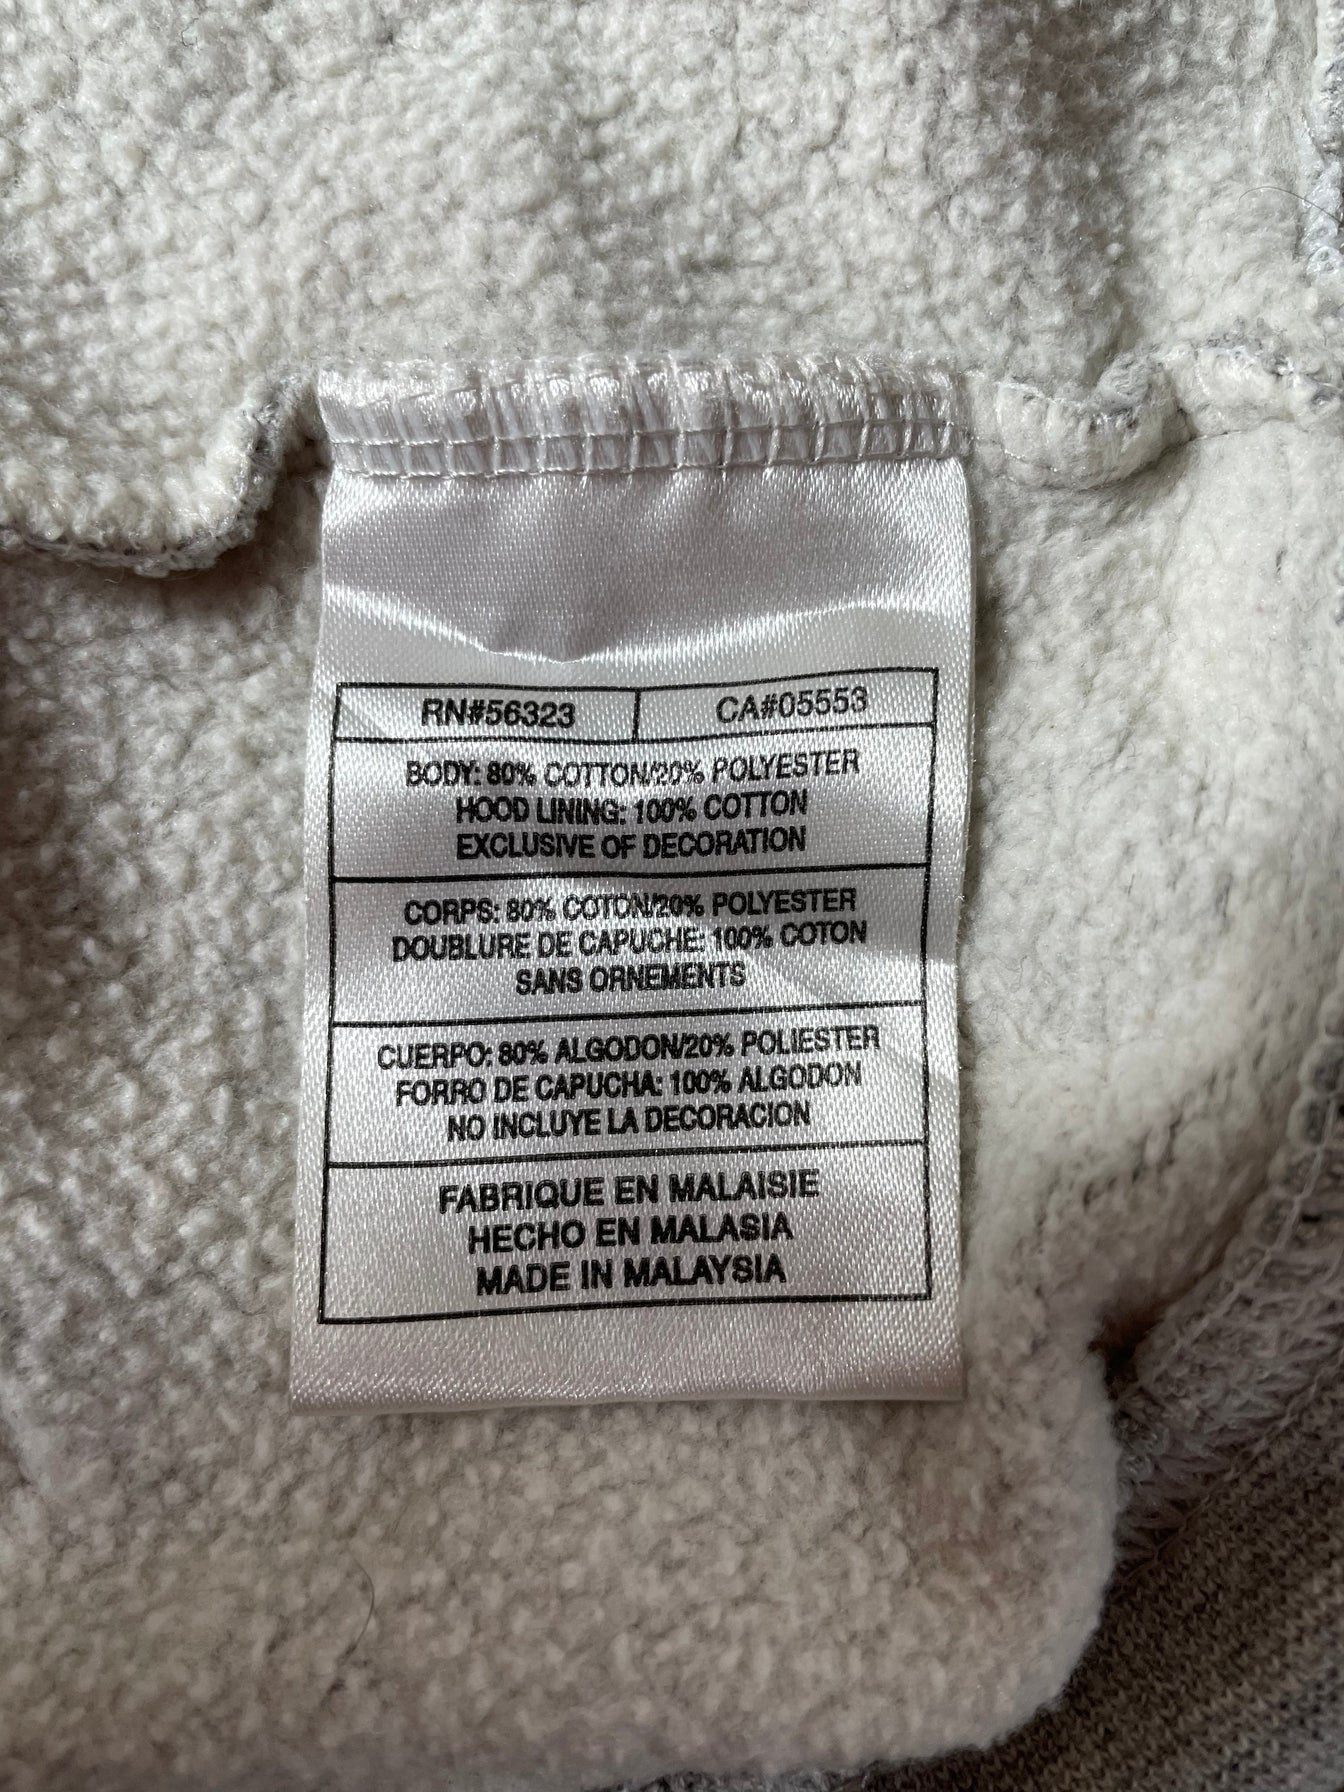 RN#56323 CA#05553
BODY: 80% COTTON/20% POLYESTER
HOOD LINING: 100% COTTON
EXCLUSIVE OF DECORATION
CORPS: 80% COTON/20% POLYESTER
DOUBLURE DE CAPUCHE: 100% COTON
SANS ORNEMENTS
CUERPO: 80% ALGODON/20% POLIESTER
FORRO DE CAPUCHA: 100% ALGODON
NO INCLUYE LA DECORACION
FABRIQUE EN MALAISIE
HECHO EN MALASIA
MADE IN MALAYSIA